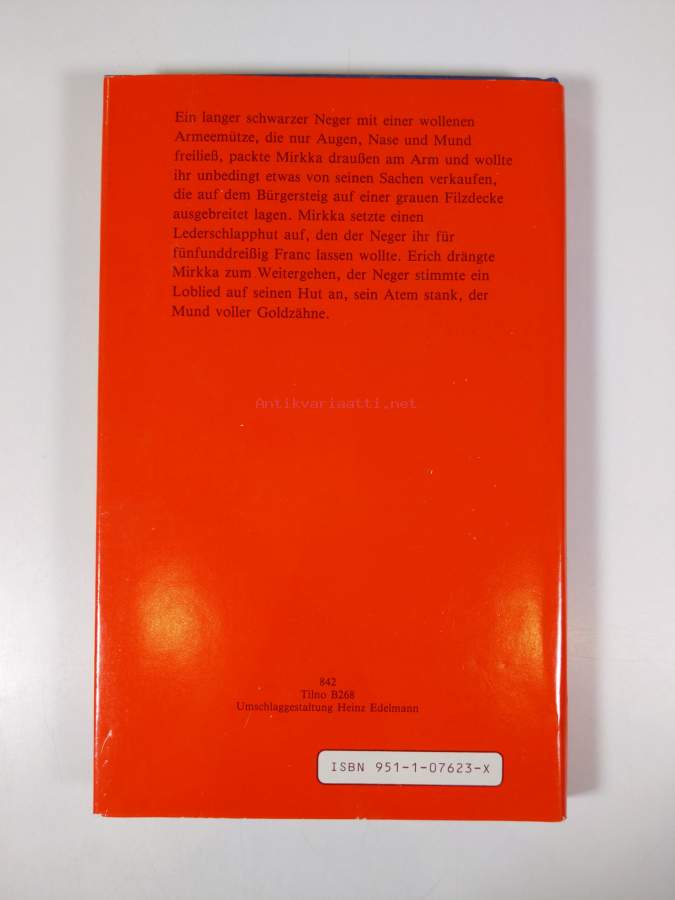 Ein langer schwarzer Neger mit einer wollenen
Armeemütze, die nur Augen, Nase und Mund
freiließ, packte Mirkka draußen am Arm und wollte
ihr unbedingt etwas von seinen Sachen verkaufen,
die auf dem Bürgersteig auf einer grauen Filzdecke
ausgebreitet lagen. Mirkka setzte einen
Lederschlapphut auf, den der Neger ihr für
fünfunddreißig Franc lassen wollte. Erich drängte
Mirkka zum Weitergehen, der Neger stimmte ein
Loblied auf seinen Hut an, sein Atem stank, der
Mund voller Goldzähne.
Antikvariaatti.net
842
Tilno B268
Umschlaggestaltung Heinz Edelmann
ISBN 951-1-07623-X